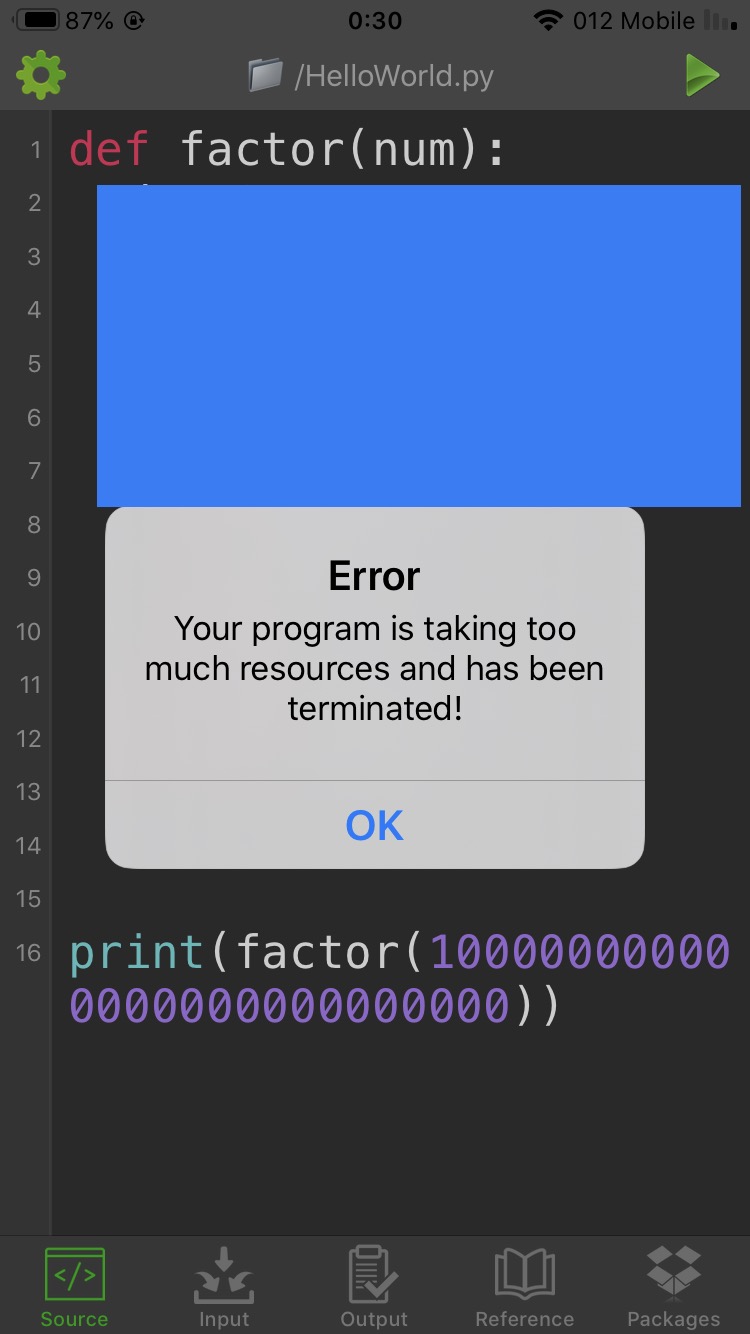 87%
0:30
012 Mobile
/HelloWorld.py
1 def factor(num):
2
3
4
5
6
7
8
Error
9
Your program is taking too
10
much resources and has been
11
terminated!
12
13
OK
14
15
16 print(factor(10000000000
0000000000000000))
Source
Input
Output
Reference
Packages